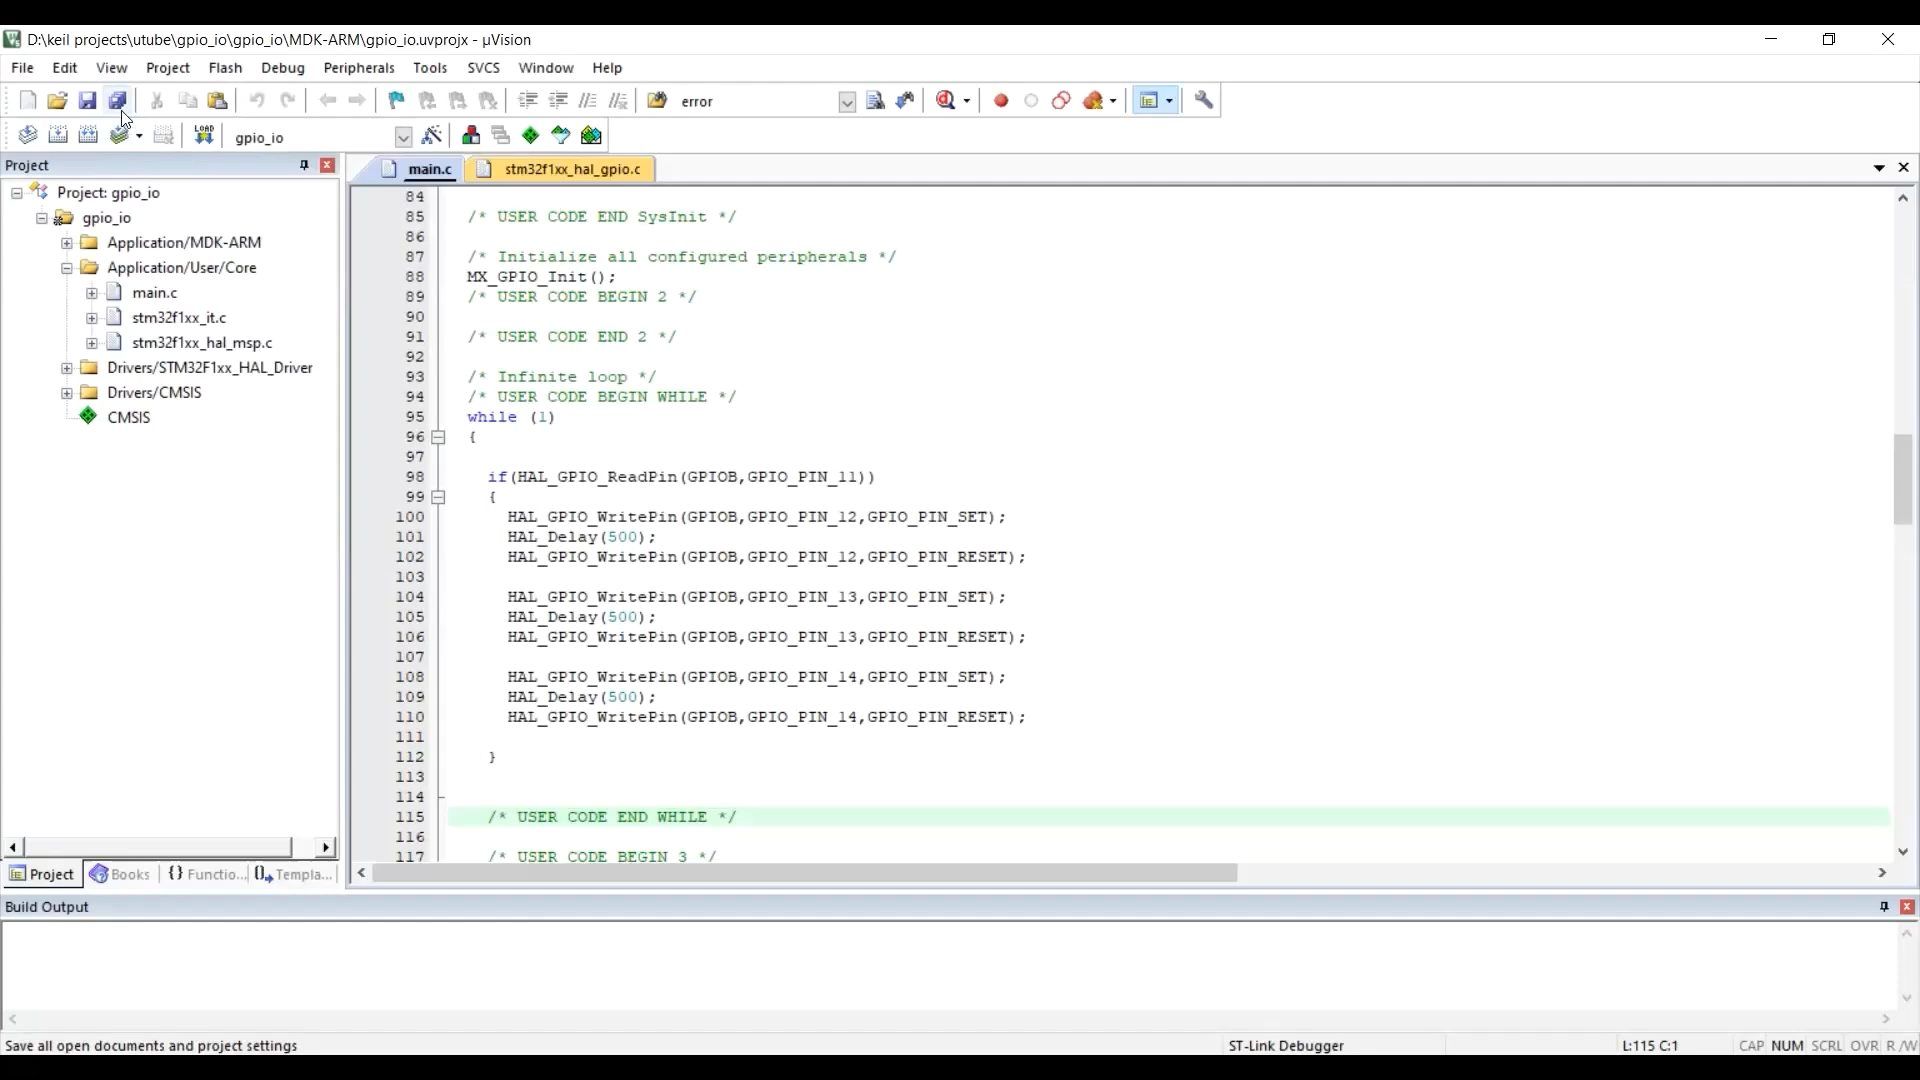 D:\keil projects\utube\gpio_io\gpio_io\MDK-ARM\gpio_io.uvprojx - µVision
File Edit View Project Flash Debug Peripherals Tools SVCS Window Help
error
LOAD gpio_io
Project
main.c stm32f1xx_hal_gpio.c
Project: gpio_io
gpio_io
Application/MDK-ARM
Application/User/Core
main.c
stm32f1xx_it.c
stm32f1xx_hal_msp.c
Drivers/STM32F1xx_HAL_Driver
Drivers/CMSIS
CMSIS
Project Books {} Functio... Templa...
84
85 /* USER CODE END SysInit */
86
87 /* Initialize all configured peripherals */
88 MX_GPIO_Init();
89 /* USER CODE BEGIN 2 */
90
91 /* USER CODE END 2 */
92
93 /* Infinite loop */
94 /* USER CODE BEGIN WHILE */
95 while (1)
96 {
97
98 if(HAL_GPIO_ReadPin(GPIOB,GPIO_PIN_11))
99 {
100 HAL_GPIO_WritePin(GPIOB,GPIO_PIN_12,GPIO_PIN_SET);
101 HAL_Delay(500);
102 HAL_GPIO_WritePin(GPIOB,GPIO_PIN_12,GPIO_PIN_RESET);
103
104 HAL_GPIO_WritePin(GPIOB,GPIO_PIN_13,GPIO_PIN_SET);
105 HAL_Delay(500);
106 HAL_GPIO_WritePin(GPIOB,GPIO_PIN_13,GPIO_PIN_RESET);
107
108 HAL_GPIO_WritePin(GPIOB,GPIO_PIN_14,GPIO_PIN_SET);
109 HAL_Delay(500);
110 HAL_GPIO_WritePin(GPIOB,GPIO_PIN_14,GPIO_PIN_RESET);
111
112 }
113
114
115 /* USER CODE END WHILE */
116
117 /* USER CODE BEGIN 3 */
Build Output
Save all open documents and project settings ST-Link Debugger L:115 C:1 CAP NUM SCRL OVR R/W